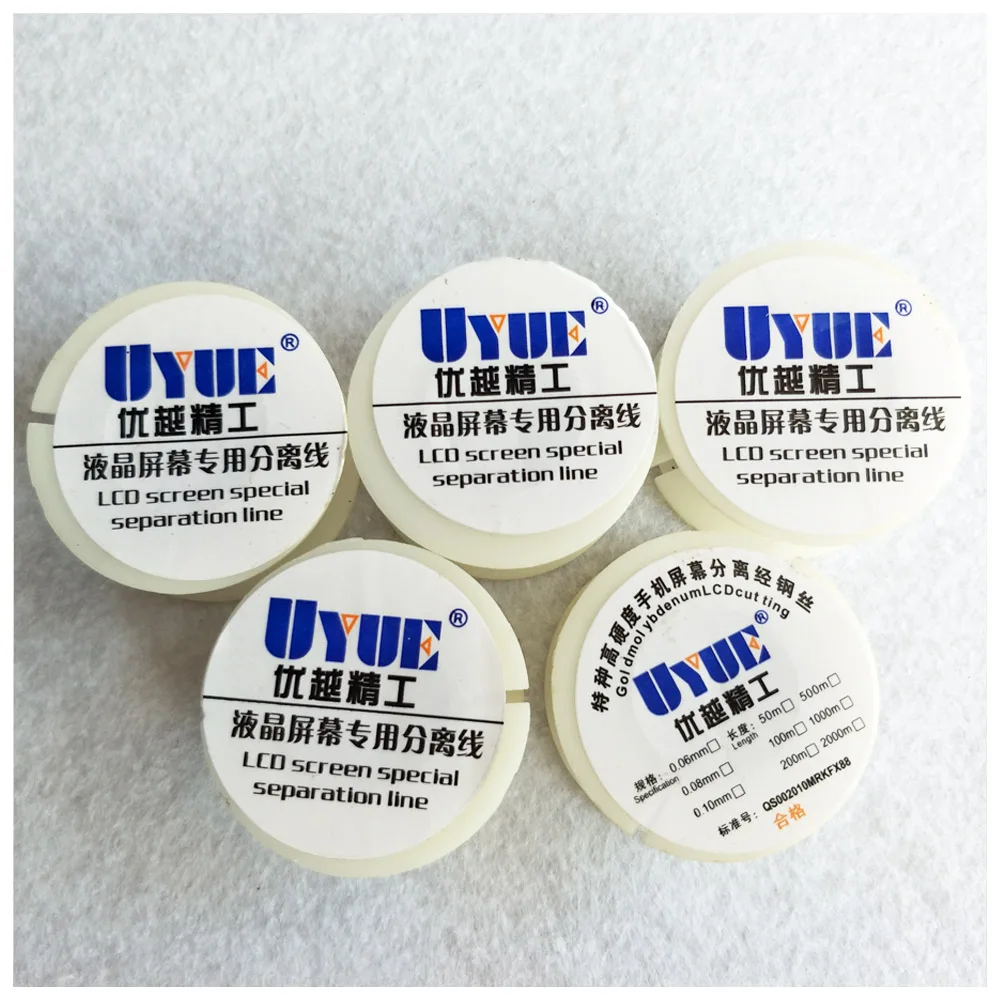 UYUE®
优越精工
液晶屏幕专用分离线
LCD screen special
separation line
UYUE®
优越精工
液晶屏幕专用分离线
LCD screen special
separation line
UYUE®
优越精工
液晶屏幕专用分离线
LCD screen special
separation line
UYUE®
优越精工
液晶屏幕专用分离线
LCD screen special
separation line
特种高硬度手机屏幕分离经钢丝
GoldmolybdenumLCDcutting
UYUE®
优越精工
规格: 0.06mm□ 长度: 50m□ 500m□
Specification Length
0.08mm□ 100m□ 1000m□
0.10mm□ 200m□ 2000m□
标准号: QS002010MRKFX88
合格